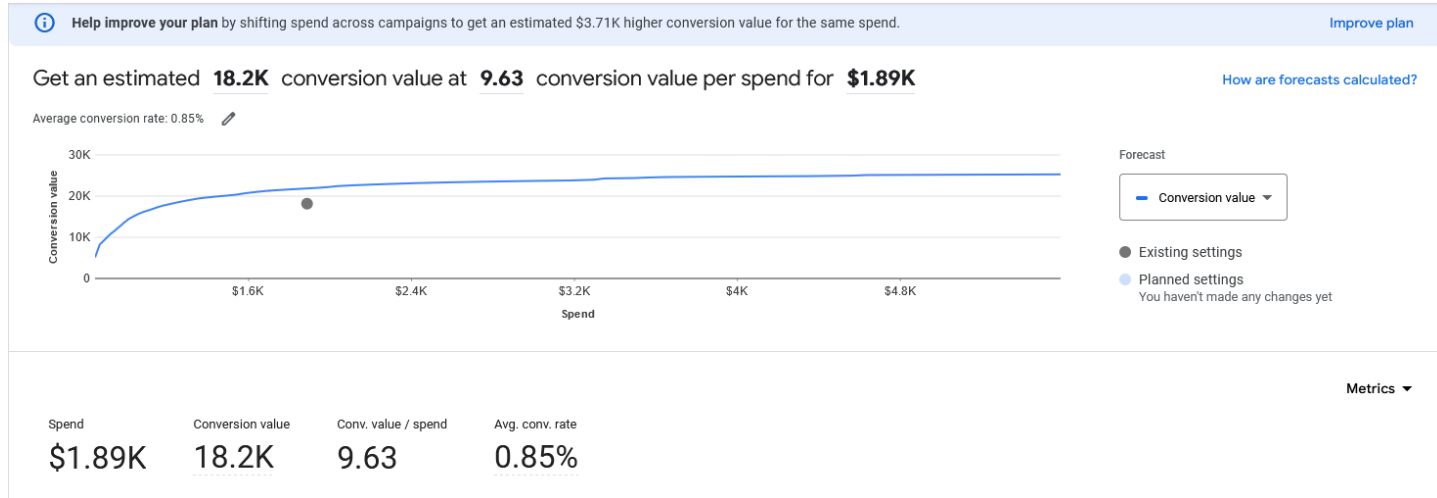 Help improve your plan by shifting spend across campaigns to get an estimated $3.71K higher conversion value for the same spend.
Improve plan
Get an estimated 18.2K conversion value at 9.63 conversion value per spend for $1.89K
How are forecasts calculated?
Average conversion rate: 0.85%
30K
20K
10K
0
Conversion value
$1.6K
$2.4K
$3.2K
$4K
$4.8K
Spend
Forecast
Conversion value
Existing settings
Planned settings
You haven't made any changes yet
Metrics
Spend
Conversion value
Conv. value / spend
Avg. conv. rate
$1.89K
18.2K
9.63
0.85%